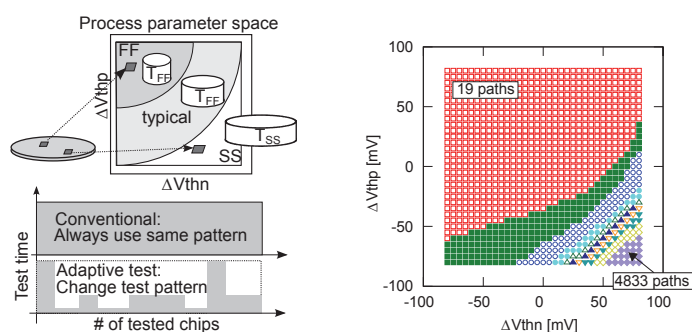 Process parameter space
FF
T_FF
T_FF
typical
T_SS
SS
ΔVthp
ΔVthn
Conventional:
Always use same pattern
Adaptive test:
Change test pattern
Test time
# of tested chips
100
50
0
-50
-100
ΔVthp [mV]
19 paths
4833 paths
-100
-50
0
50
100
ΔVthn [mV]